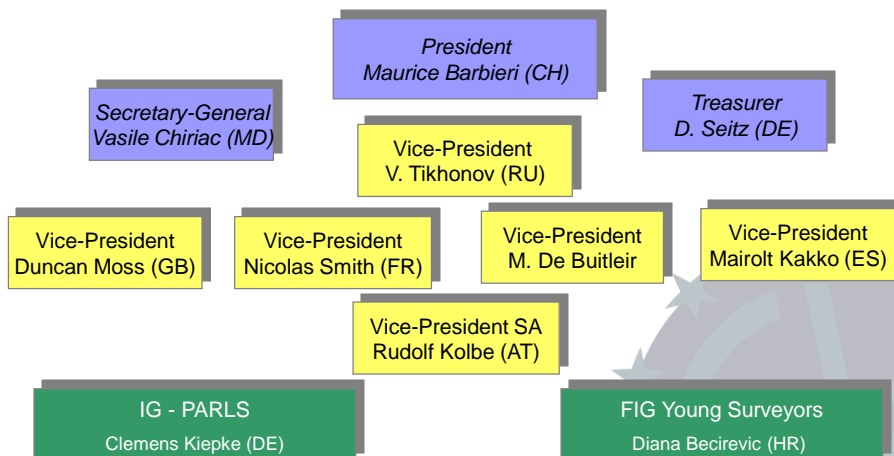 President
Maurice Barbieri (CH)
Secretary-General
Vasile Chiriac (MD)
Treasurer
D. Seitz (DE)
Vice-President
V. Tikhonov (RU)
Vice-President
Duncan Moss (GB)
Vice-President
Nicolas Smith (FR)
Vice-President
M. De Buitleir
Vice-President
Mairolt Kakko (ES)
Vice-President SA
Rudolf Kolbe (AT)
IG - PARLS
Clemens Kiepke (DE)
FIG Young Surveyors
Diana Becirevic (HR)